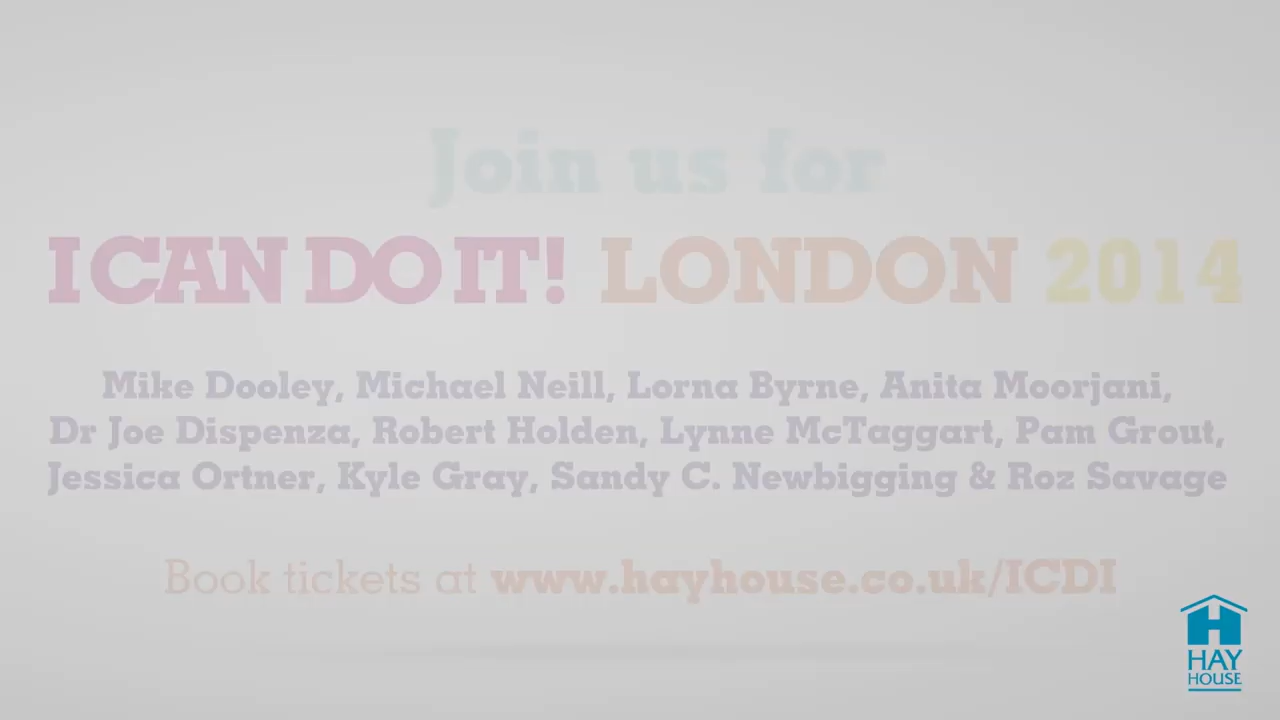 Join us for
I CAN DO IT! LONDON 2014
Mike Dooley, Michael Neill, Lorna Byrne, Anita Moorjani,
Dr Joe Dispenza, Robert Holden, Lynne McTaggart, Pam Grout,
Jessica Ortner, Kyle Gray, Sandy C. Newbigging & Roz Savage
Book tickets at www.hayhouse.co.uk/ICDI
HAY
HOUSE